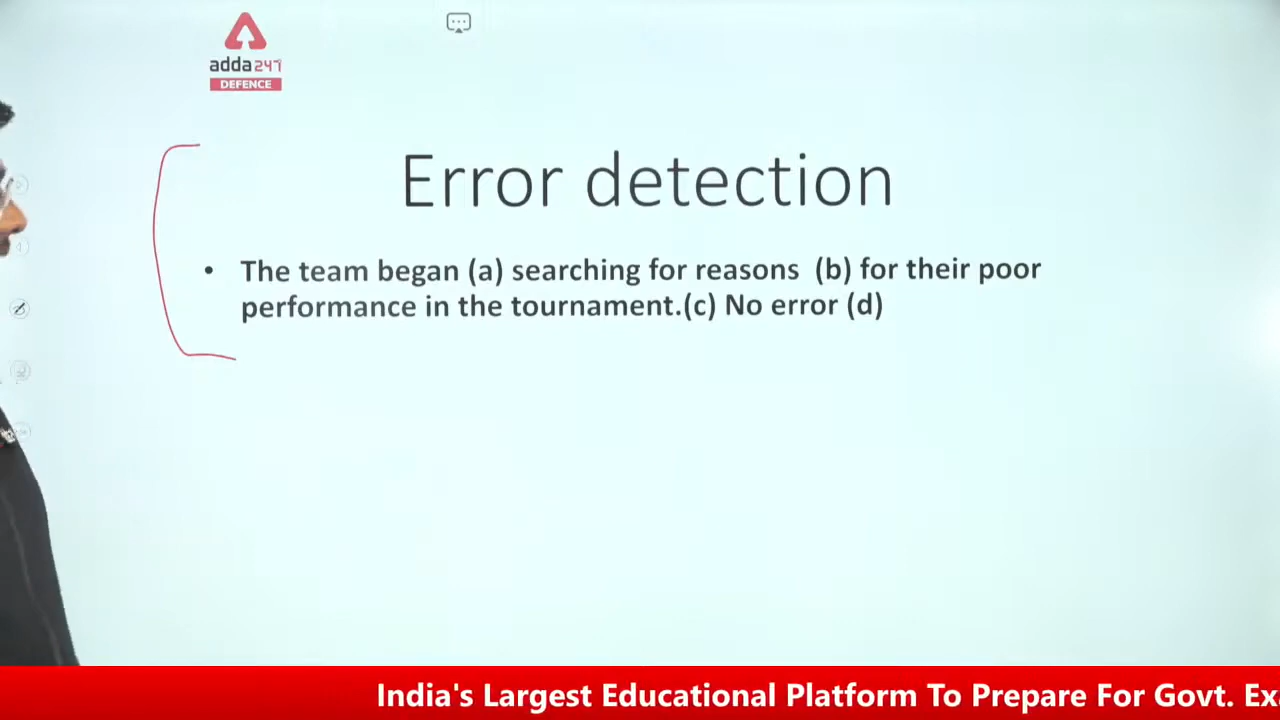 adda247
DEFENCE
Error detection
• The team began (a) searching for reasons (b) for their poor
performance in the tournament.(c) No error (d)
India's Largest Educational Platform To Prepare For Govt. Ex